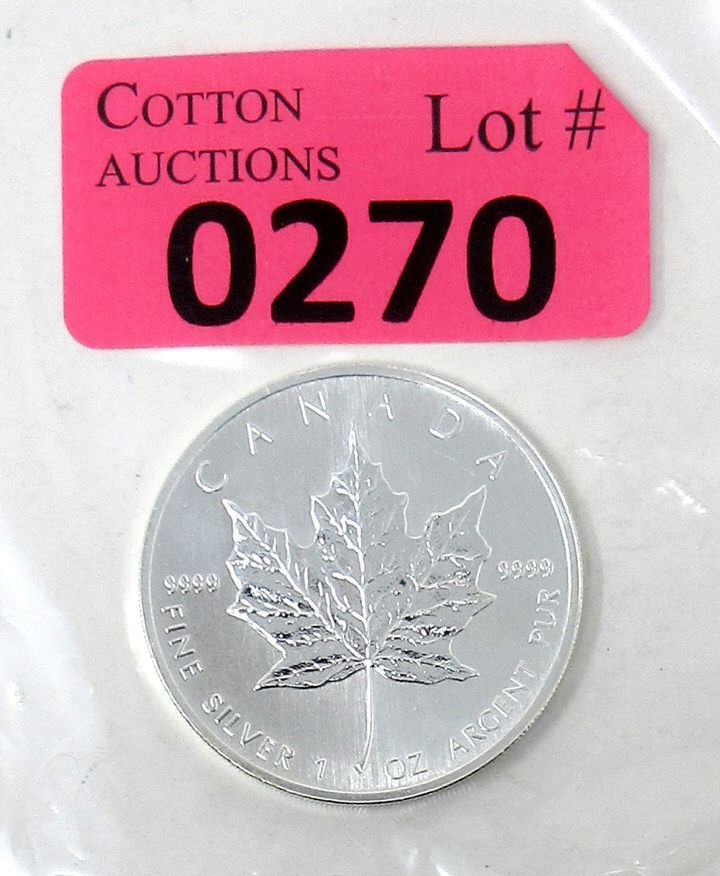 COTTON
AUCTIONS
Lot #
0270
CANADA
9999
9999
FINE SILVER 1 OZ ARGENT PUR